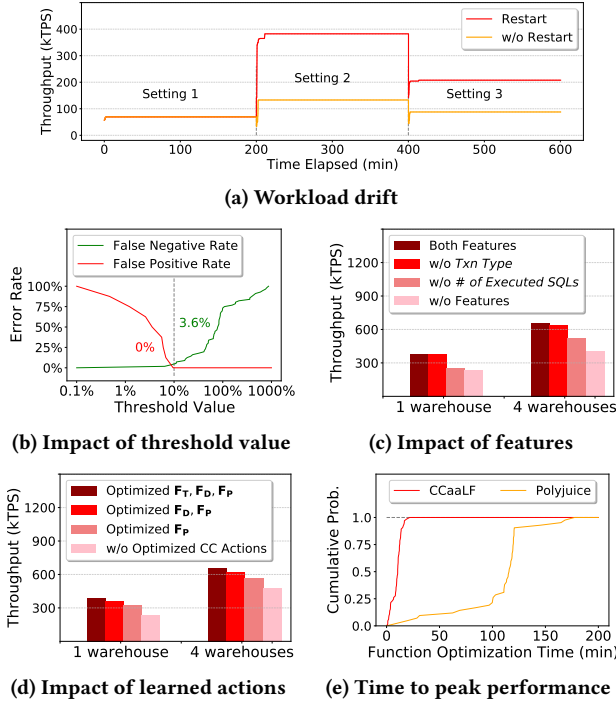 Throughput (kTPS)
400
300
200
100
0
Restart
w/o Restart
Setting 1
Setting 2
Setting 3
0 100 200 300 400 500 600
Time Elapsed (min)
(a) Workload drift
False Negative Rate
False Positive Rate
Error Rate
100%
75%
50%
25%
0%
3.6%
0%
0.1% 1% 10% 100% 1000%
Threshold Value
(b) Impact of threshold value
Throughput (kTPS)
1200
900
600
300
Both Features
w/o Txn Type
w/o # of Executed SQLs
w/o Features
1 warehouse 4 warehouses
(c) Impact of features
Throughput (kTPS)
1200
900
600
300
Optimized F_T, F_D, F_P
Optimized F_D, F_P
Optimized F_P
w/o Optimized CC Actions
1 warehouse 4 warehouses
(d) Impact of learned actions
CCaaLF
Polyjuice
Cumulative Prob.
1.0
0.75
0.5
0.25
0.0
0 50 100 150 200
Function Optimization Time (min)
(e) Time to peak performance